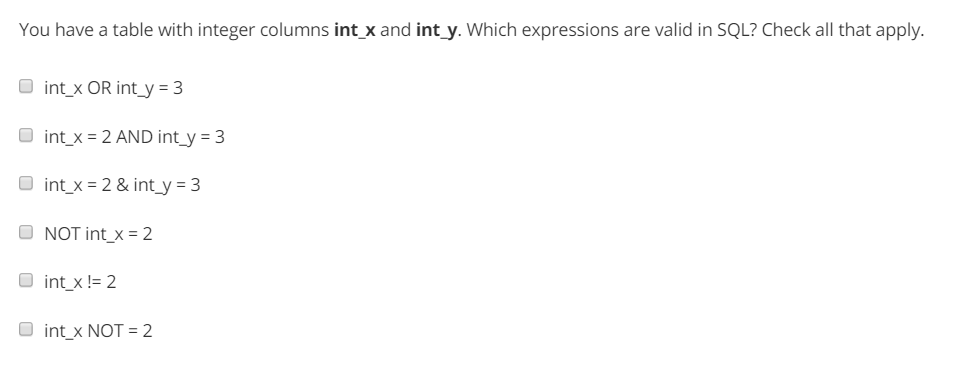 You have a table with integer columns int_x and int_y. Which expressions are valid in SQL? Check all that apply.
int_x OR int_y = 3
int_x = 2 AND int_y = 3
int_x = 2 & int_y = 3
NOT int_x = 2
int_x != 2
int_x NOT = 2